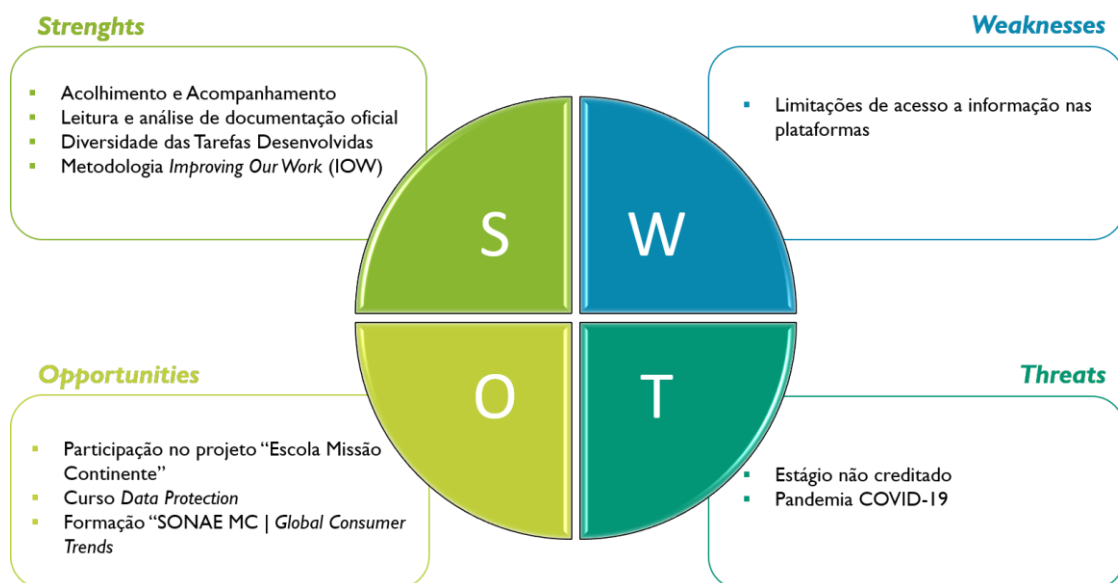 Strenghts
▪ Acolhimento e Acompanhamento
▪ Leitura e análise de documentação oficial
▪ Diversidade das Tarefas Desenvolvidas
▪ Metodologia Improving Our Work (IOW)
Weaknesses
▪ Limitações de acesso a informação nas
plataformas
S
W
O
T
Opportunities
▪ Participação no projeto “Escola Missão
Continente”
▪ Curso Data Protection
▪ Formação “SONAE MC | Global Consumer
Trends
Threats
▪ Estágio não creditado
▪ Pandemia COVID-19